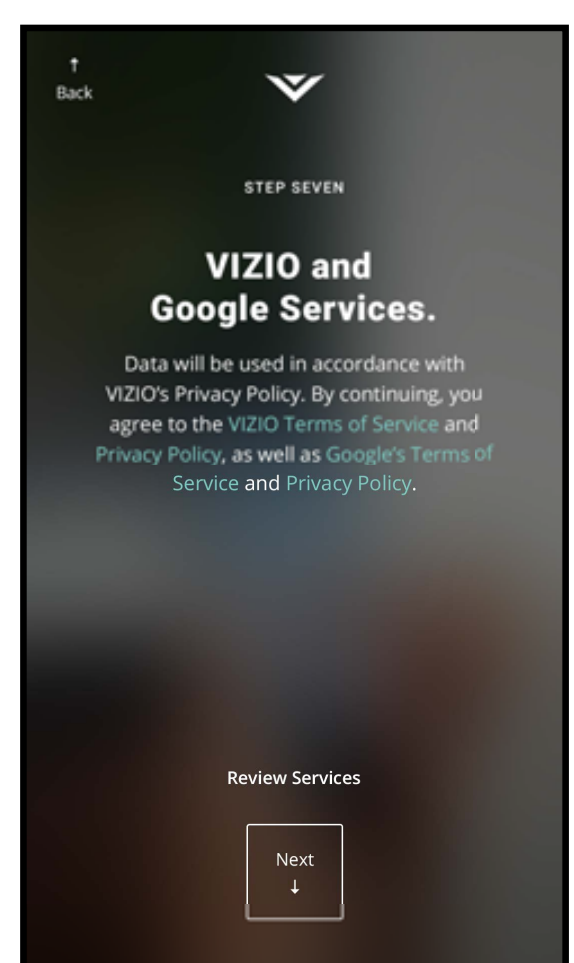 ↑
Back
STEP SEVEN
VIZIO and
Google Services.
Data will be used in accordance with
VIZIO's Privacy Policy. By continuing, you
agree to the VIZIO Terms of Service and
Privacy Policy, as well as Google's Terms of
Service and Privacy Policy.
Review Services
Next
↓